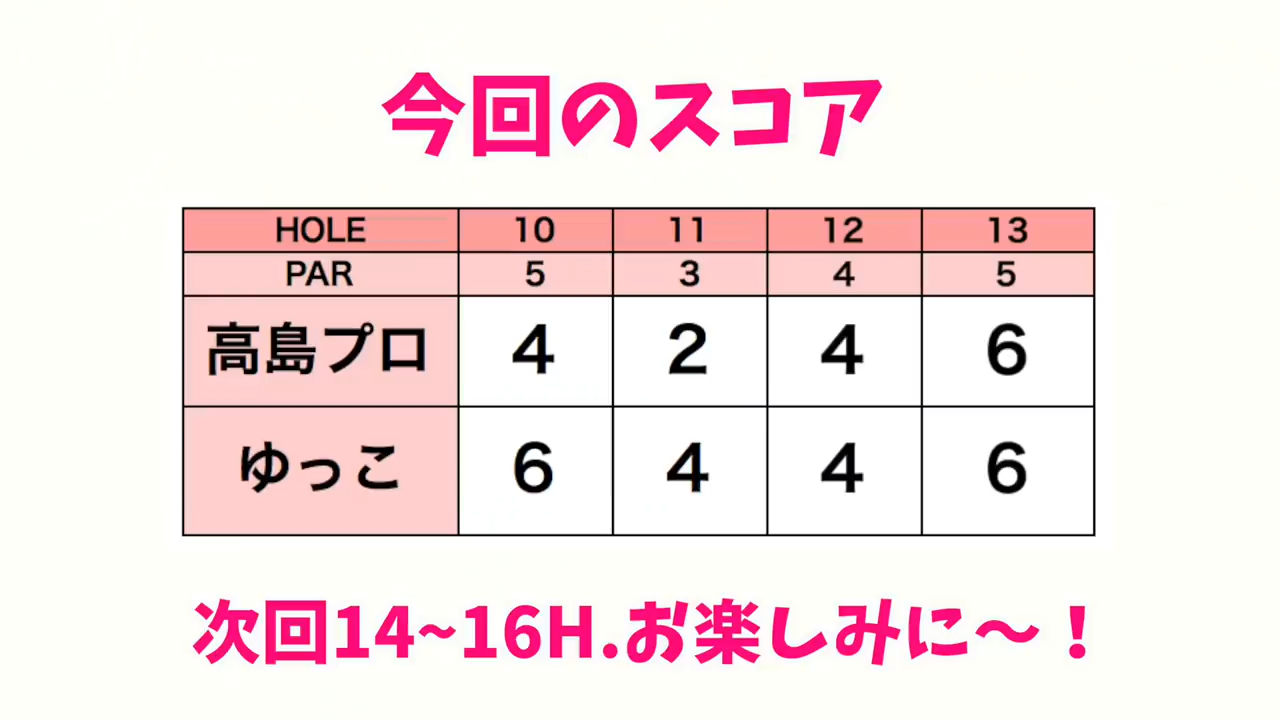 今回のスコア
HOLE 10 11 12 13
PAR 5 3 4 5
高島プロ 4 2 4 6
ゆっこ 6 4 4 6
次回14~16H.お楽しみに〜！